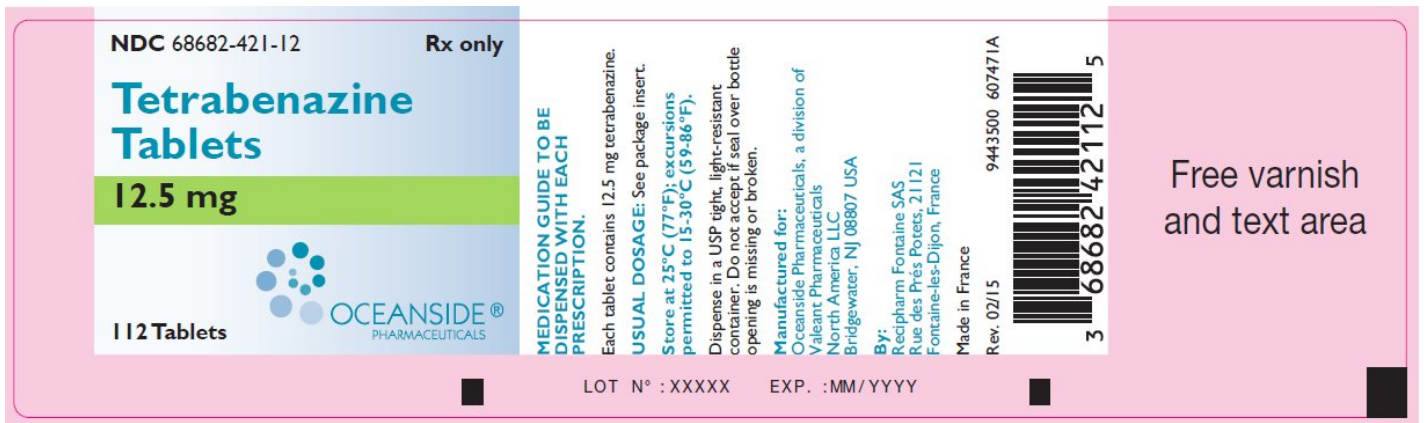 NDC 68682-421-12 Rx only
Tetrabenazine
Tablets
12.5 mg
OCEANSIDE®
PHARMACEUTICALS
112 Tablets
MEDICATION GUIDE TO BE
DISPENSED WITH EACH
PRESCRIPTION.
Each tablet contains 12.5 mg tetrabenazine.
USUAL DOSAGE: See package insert.
Store at 25°C (77°F); excursions
permitted to 15-30°C (59-86°F).
Dispense in a USP tight, light-resistant
container. Do not accept if seal over bottle
opening is missing or broken.
Manufactured for:
Oceanside Pharmaceuticals, a division of
Valeant Pharmaceuticals
North America LLC
Bridgewater, NJ 08807 USA
By:
Recipharm Fontaine SAS
Rue des Prés Potets, 21121
Fontaine-les-Dijon, France
Made in France
Rev. 02/15 9443500 607471A
3 68682 42112 5
Free varnish
and text area
LOT N° : XXXXX EXP. : MM/YYYY